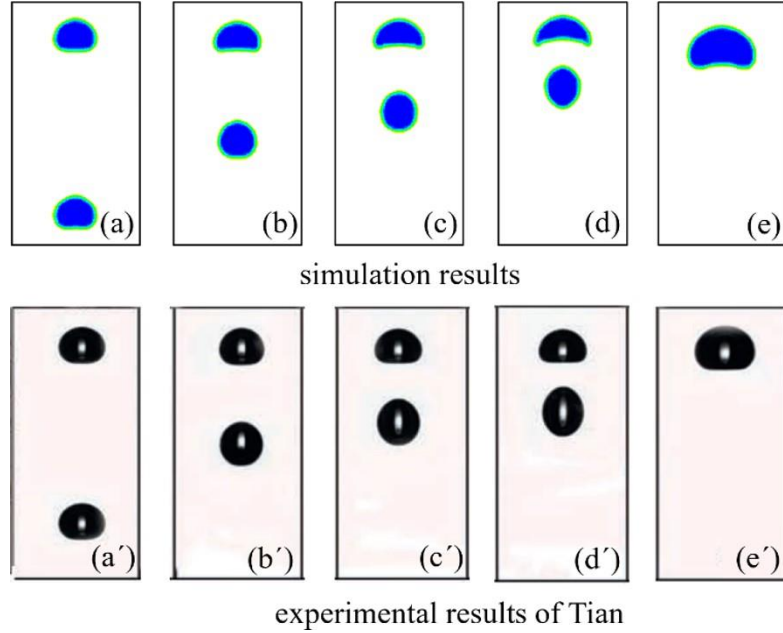 (a) (b) (c) (d) (e)
simulation results
(a´) (b´) (c´) (d´) (e´)
experimental results of Tian